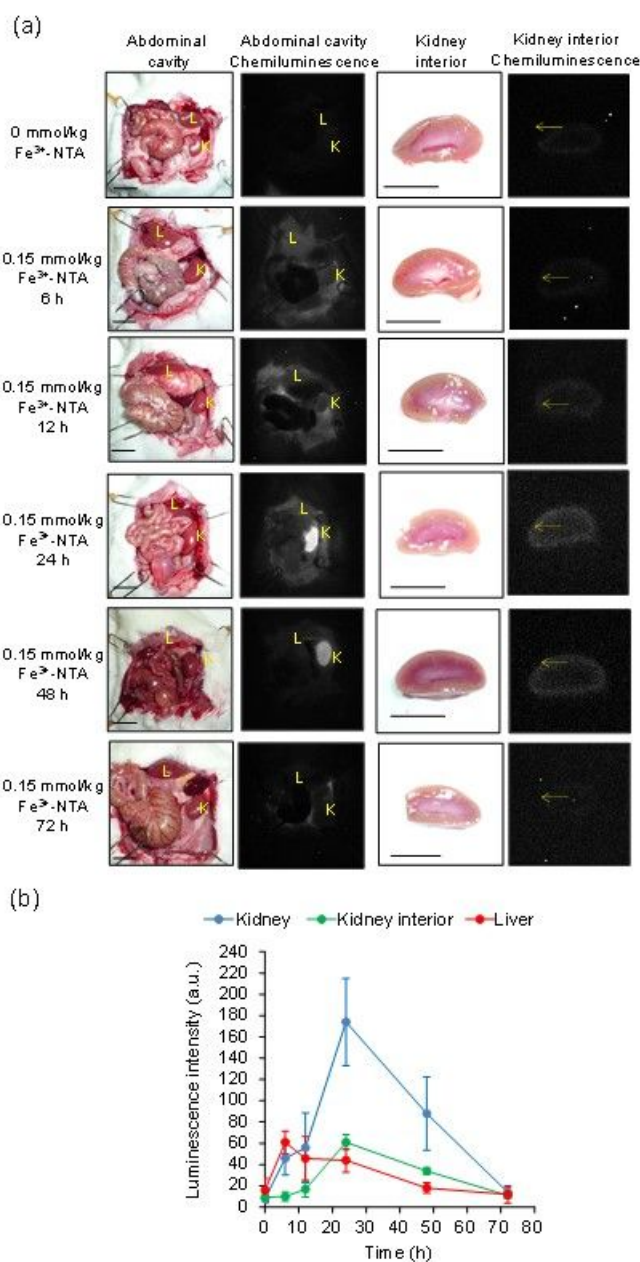 (a)
Abdominal cavity
Abdominal cavity Chemiluminescence
Kidney interior
Kidney interior Chemiluminescence
0 mmol/kg
Fe³⁺-NTA
L
K
L
K
0.15 mmol/kg
Fe³⁺-NTA
6 h
L
K
L
K
0.15 mmol/kg
Fe³⁺-NTA
12 h
L
K
L
K
0.15 mmol/kg
Fe³⁺-NTA
24 h
L
K
L
K
0.15 mmol/kg
Fe³⁺-NTA
48 h
L
K
L
K
0.15 mmol/kg
Fe³⁺-NTA
72 h
L
K
L
K
(b)
Kidney Kidney interior Liver
Luminescence intensity (a.u.)
240
220
200
180
160
140
120
100
80
60
40
20
0
0 10 20 30 40 50 60 70 80
Time (h)